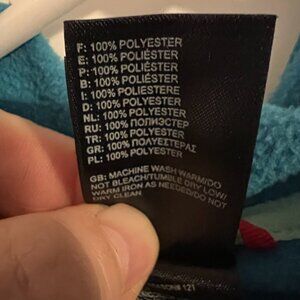 F: 100% POLYESTER
E: 100% POLIÉSTER
P: 100% POLIÉSTER
B: 100% POLIÉSTER
I: 100% POLIESTERE
D: 100% POLYESTER
NL: 100% POLYESTER
RU: 100% ПОЛИЭСТЕР
TR: 100% POLYESTER
GR: 100% ΠΟΛΥΕΣΤΕΡΑΣ
PL: 100% POLYESTER
GB: MACHINE WASH WARM/DO
NOT BLEACH/TUMBLE DRY LOW/
WARM IRON AS NEEDED/DO NOT
DRY CLEAN
121